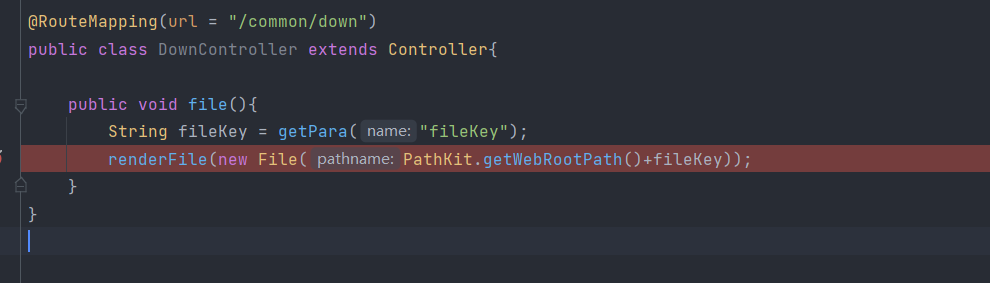 @RouteMapping(url = "/common/down")
public class DownController extends Controller{
public void file(){
String fileKey = getPara( name: "fileKey");
renderFile(new File( pathname: PathKit.getWebRootPath()+fileKey));
}
}